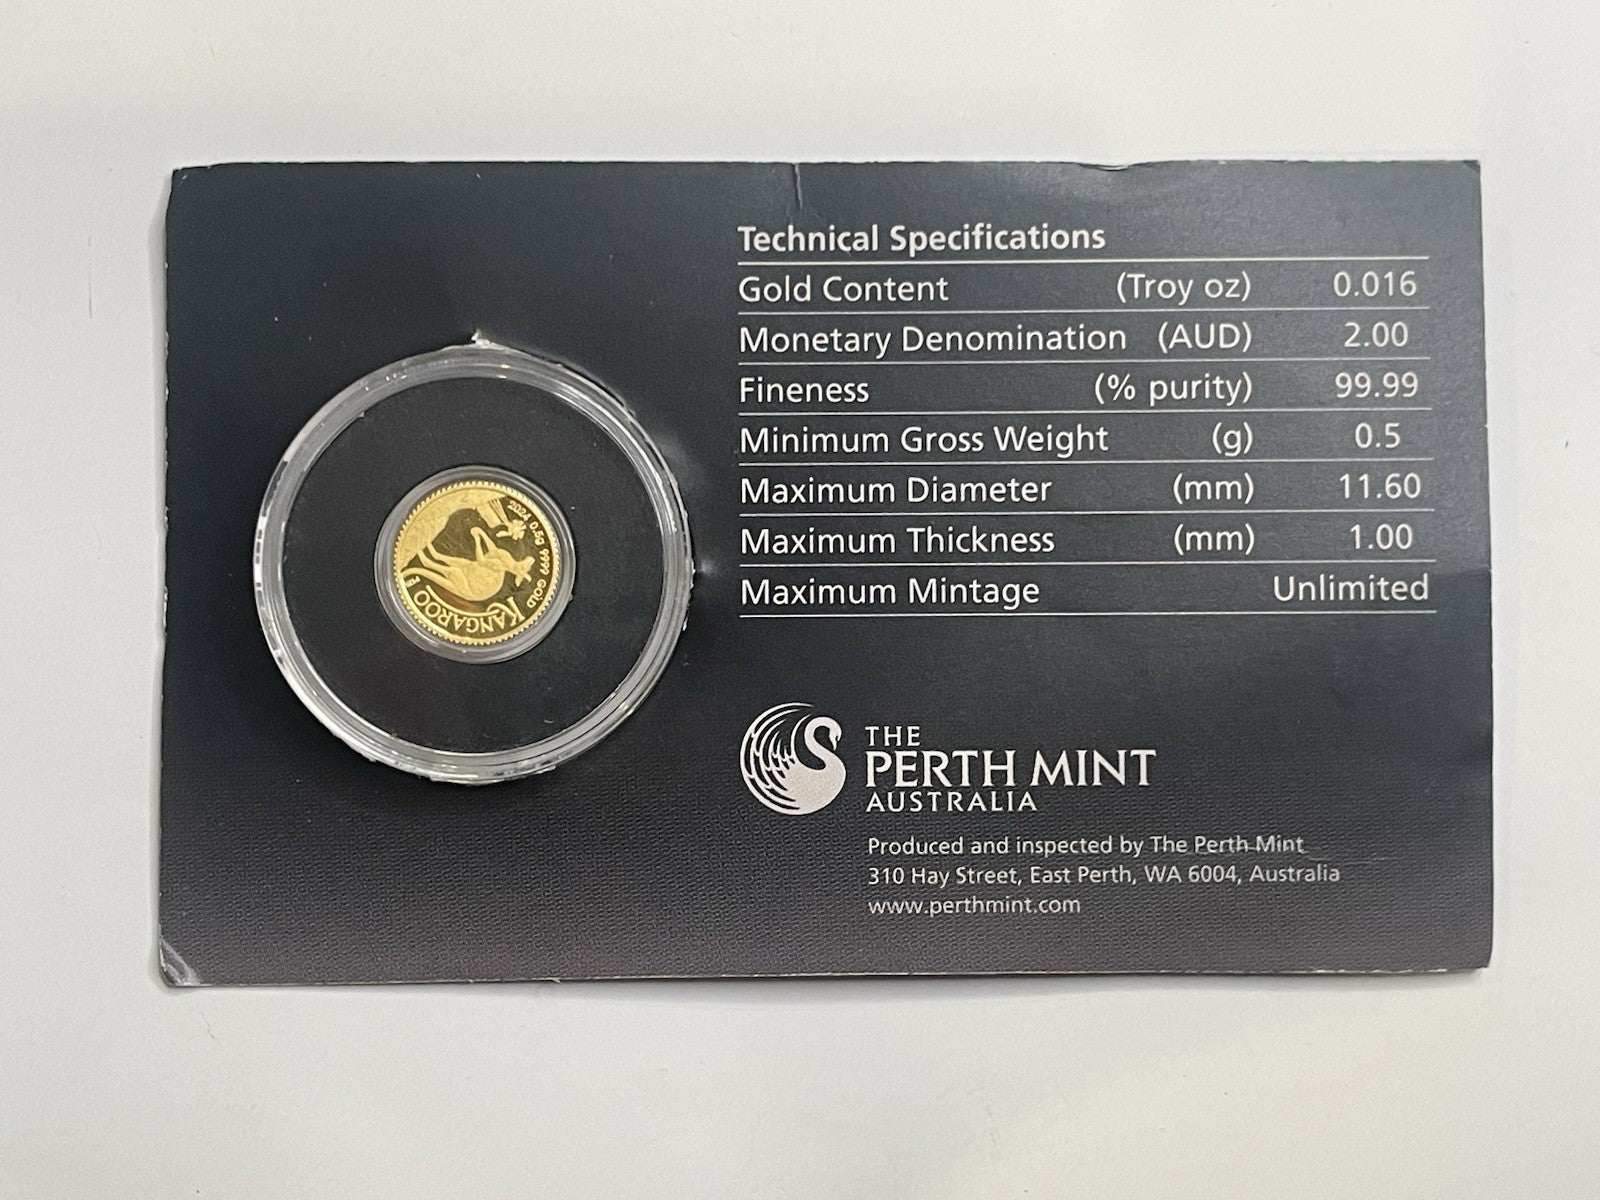 Technical Specifications
Gold Content (Troy oz) 0.016
Monetary Denomination (AUD) 2.00
Fineness (% purity) 99.99
Minimum Gross Weight (g) 0.5
Maximum Diameter (mm) 11.60
Maximum Thickness (mm) 1.00
Maximum Mintage Unlimited
2024 0.5g 9999 GOLD
KANGAROO
THE
PERTH MINT
AUSTRALIA
Produced and inspected by The Perth Mint
310 Hay Street, East Perth, WA 6004, Australia
www.perthmint.com